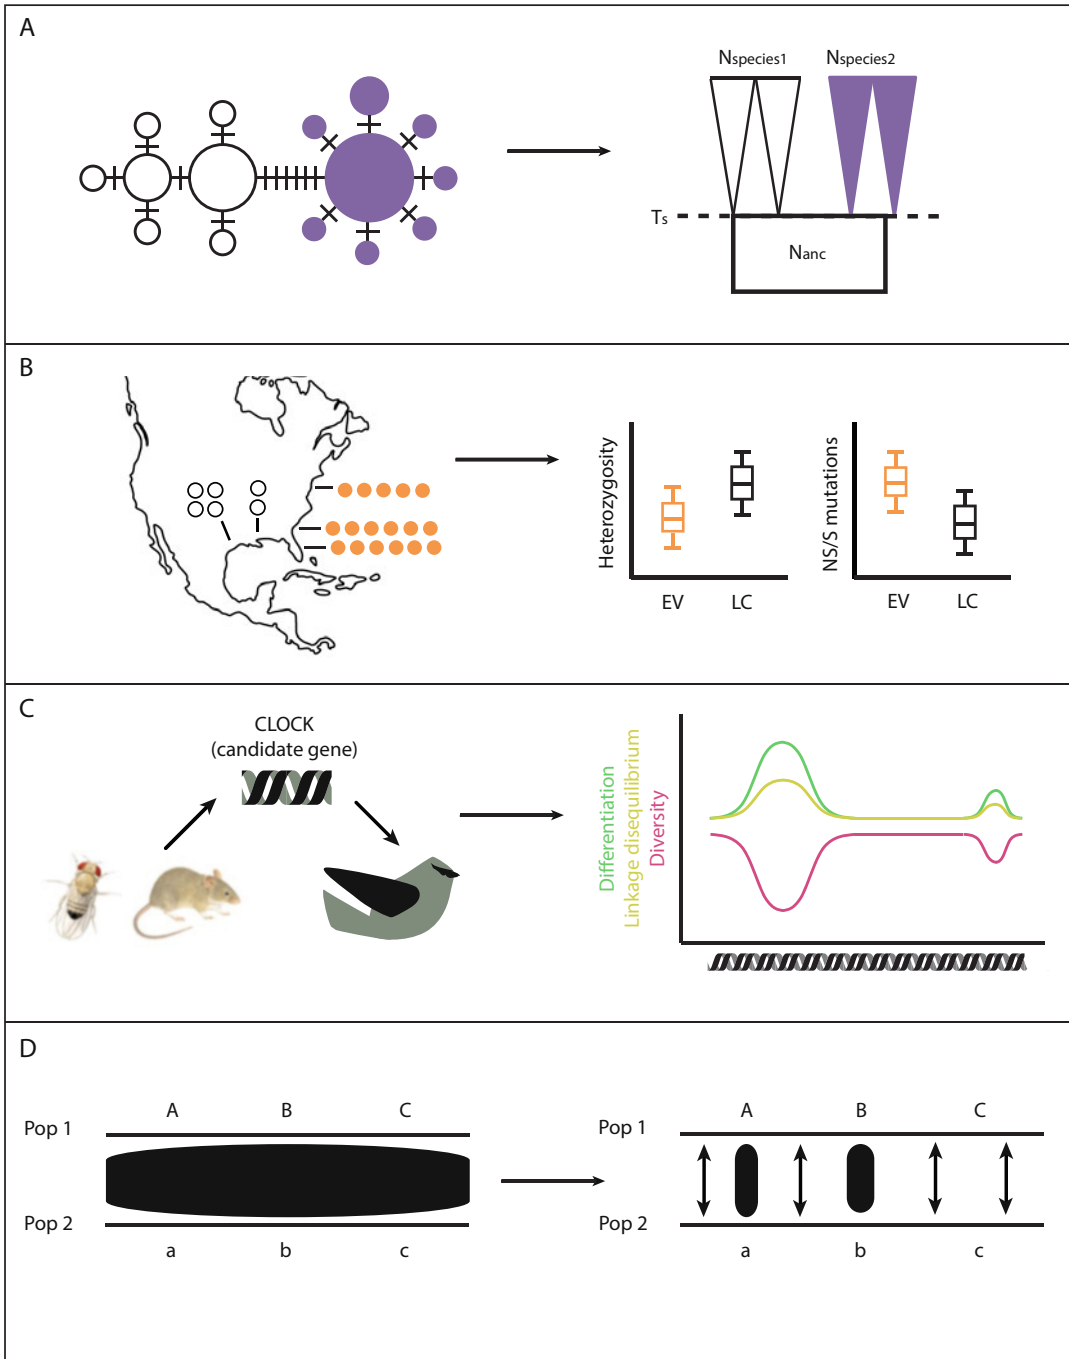 A
Nspecies1
Nspecies2
Ts
Nanc
B
Heterozygosity
EV
LC
NS/S mutations
EV
LC
C
CLOCK
(candidate gene)
Differentiation
Linkage disequilibrium
Diversity
D
A
B
C
Pop 1
Pop 2
a
b
c
A
B
C
Pop 1
Pop 2
a
b
c